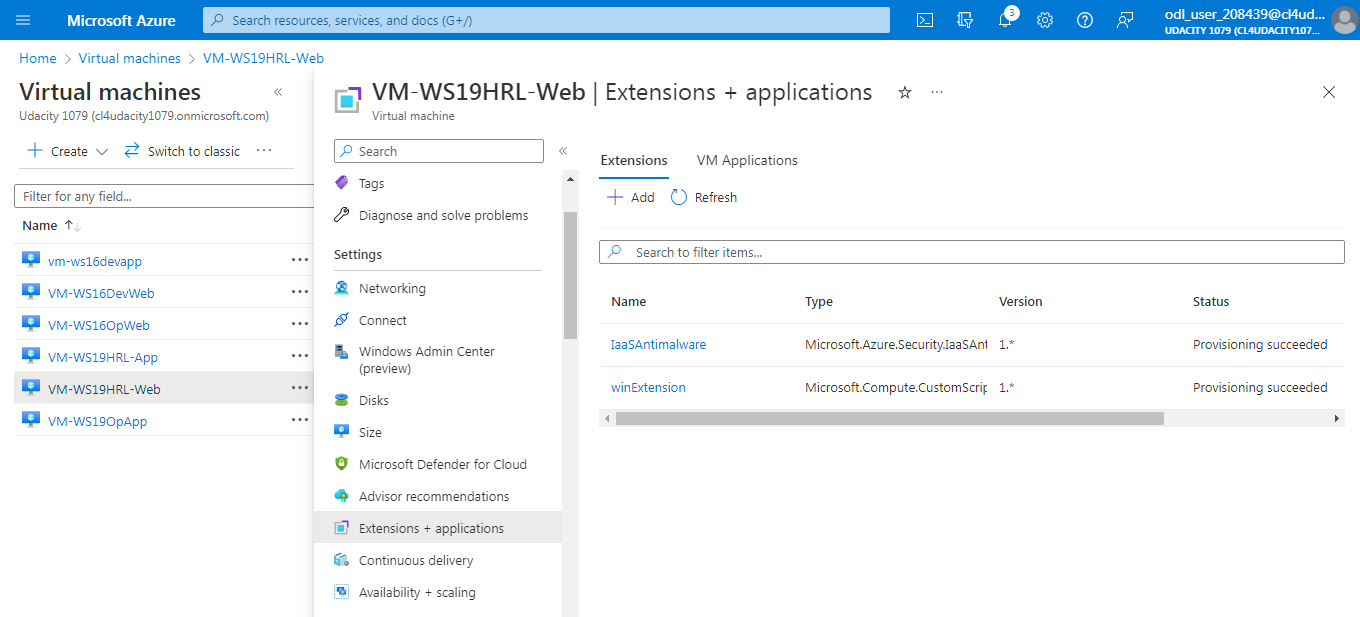 Microsoft Azure
Search resources, services, and docs (G+/)
3
odl_user_208439@cl4ud...
UDACITY 1079 (CL4UDACITY107...
Home > Virtual machines > VM-WS19HRL-Web
Virtual machines
Udacity 1079 (cl4udacity1079.onmicrosoft.com)
Create
Switch to classic
...
Filter for any field...
Name
vm-ws16devapp
VM-WS16DevWeb
VM-WS16OpWeb
VM-WS19HRL-App
VM-WS19HRL-Web
VM-WS19OpApp
VM-WS19HRL-Web | Extensions + applications
Virtual machine
Search
Tags
Diagnose and solve problems
Settings
Networking
Connect
Windows Admin Center
(preview)
Disks
Size
Microsoft Defender for Cloud
Advisor recommendations
Extensions + applications
Continuous delivery
Availability + scaling
Extensions VM Applications
Add Refresh
Search to filter items...
Name Type Version Status
IaaSAntimalware Microsoft.Azure.Security.IaaSAnt 1.* Provisioning succeeded
winExtension Microsoft.Compute.CustomScrip 1.* Provisioning succeeded